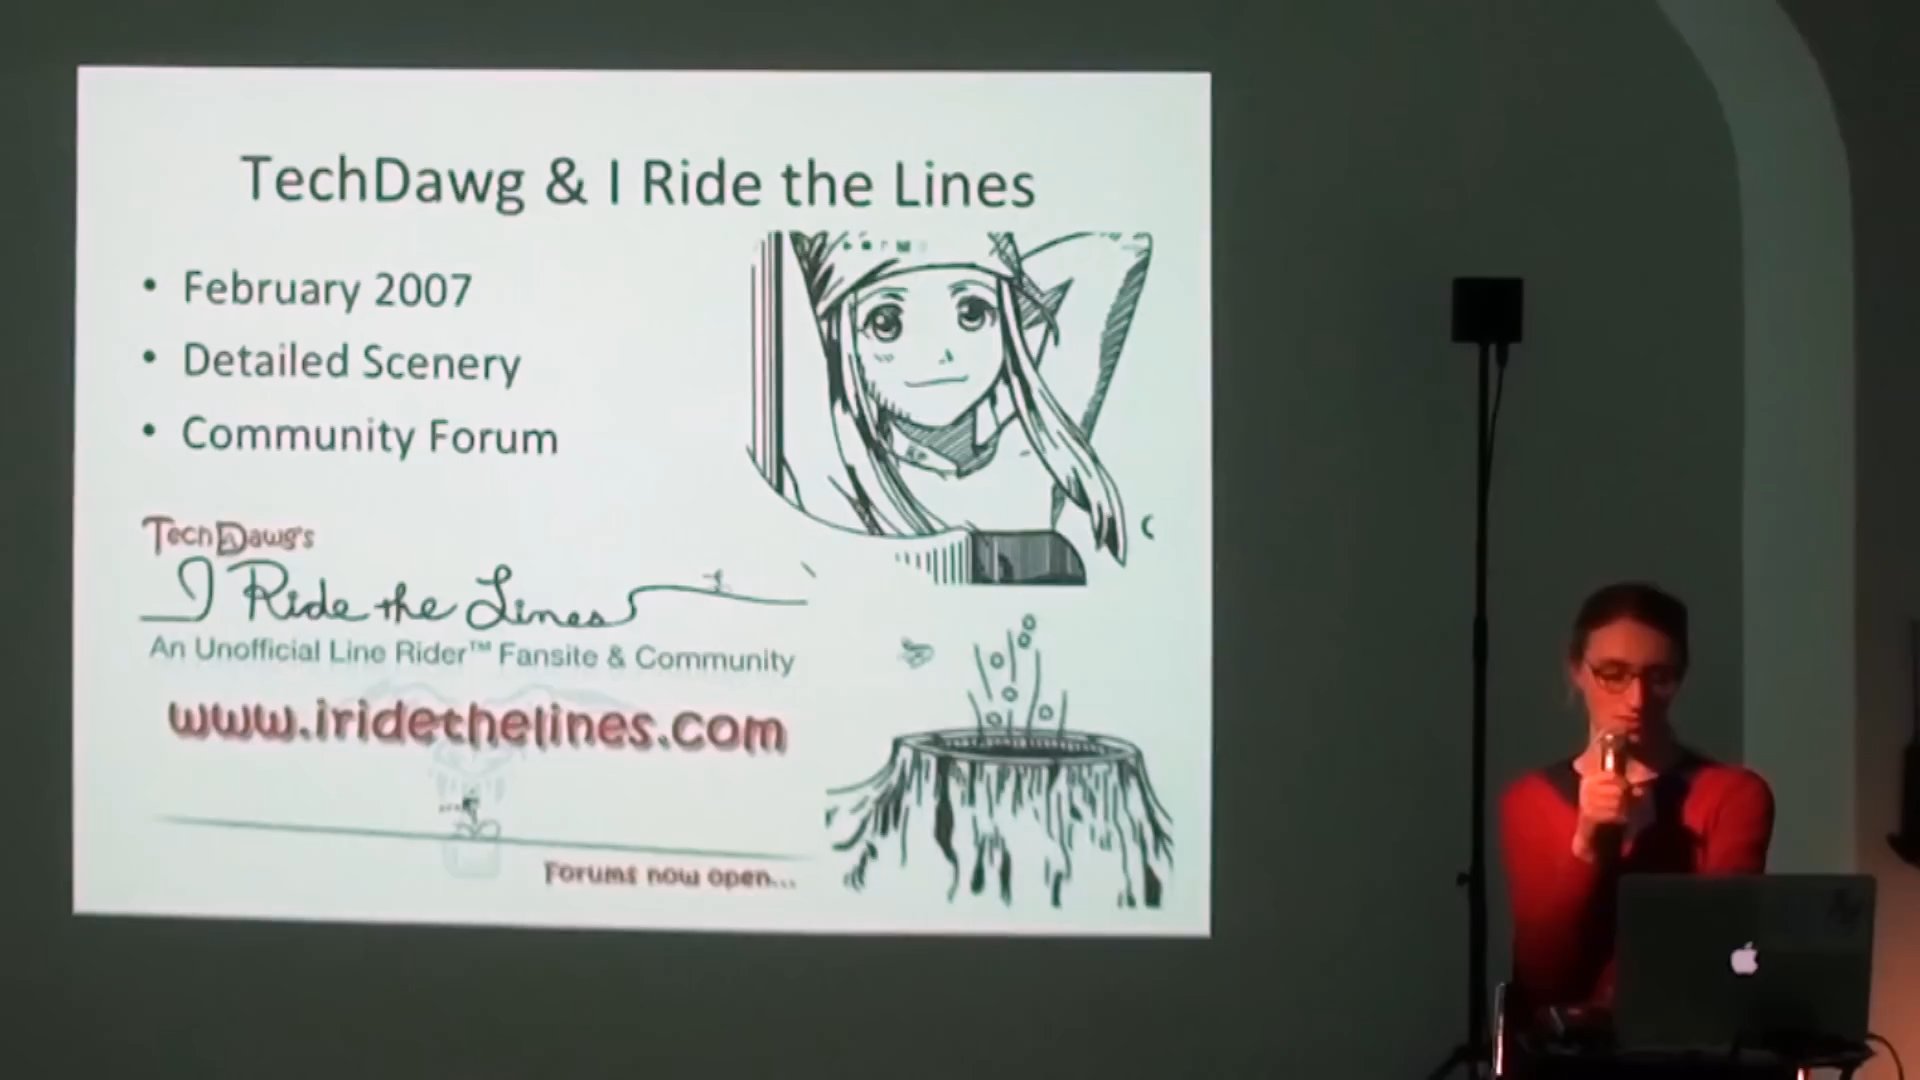 TechDawg & I Ride the Lines
• February 2007
• Detailed Scenery
• Community Forum
TechDawg's
I Ride the Lines
An Unofficial Line Rider™ Fansite & Community
www.iridethelines.com
Forums now open...